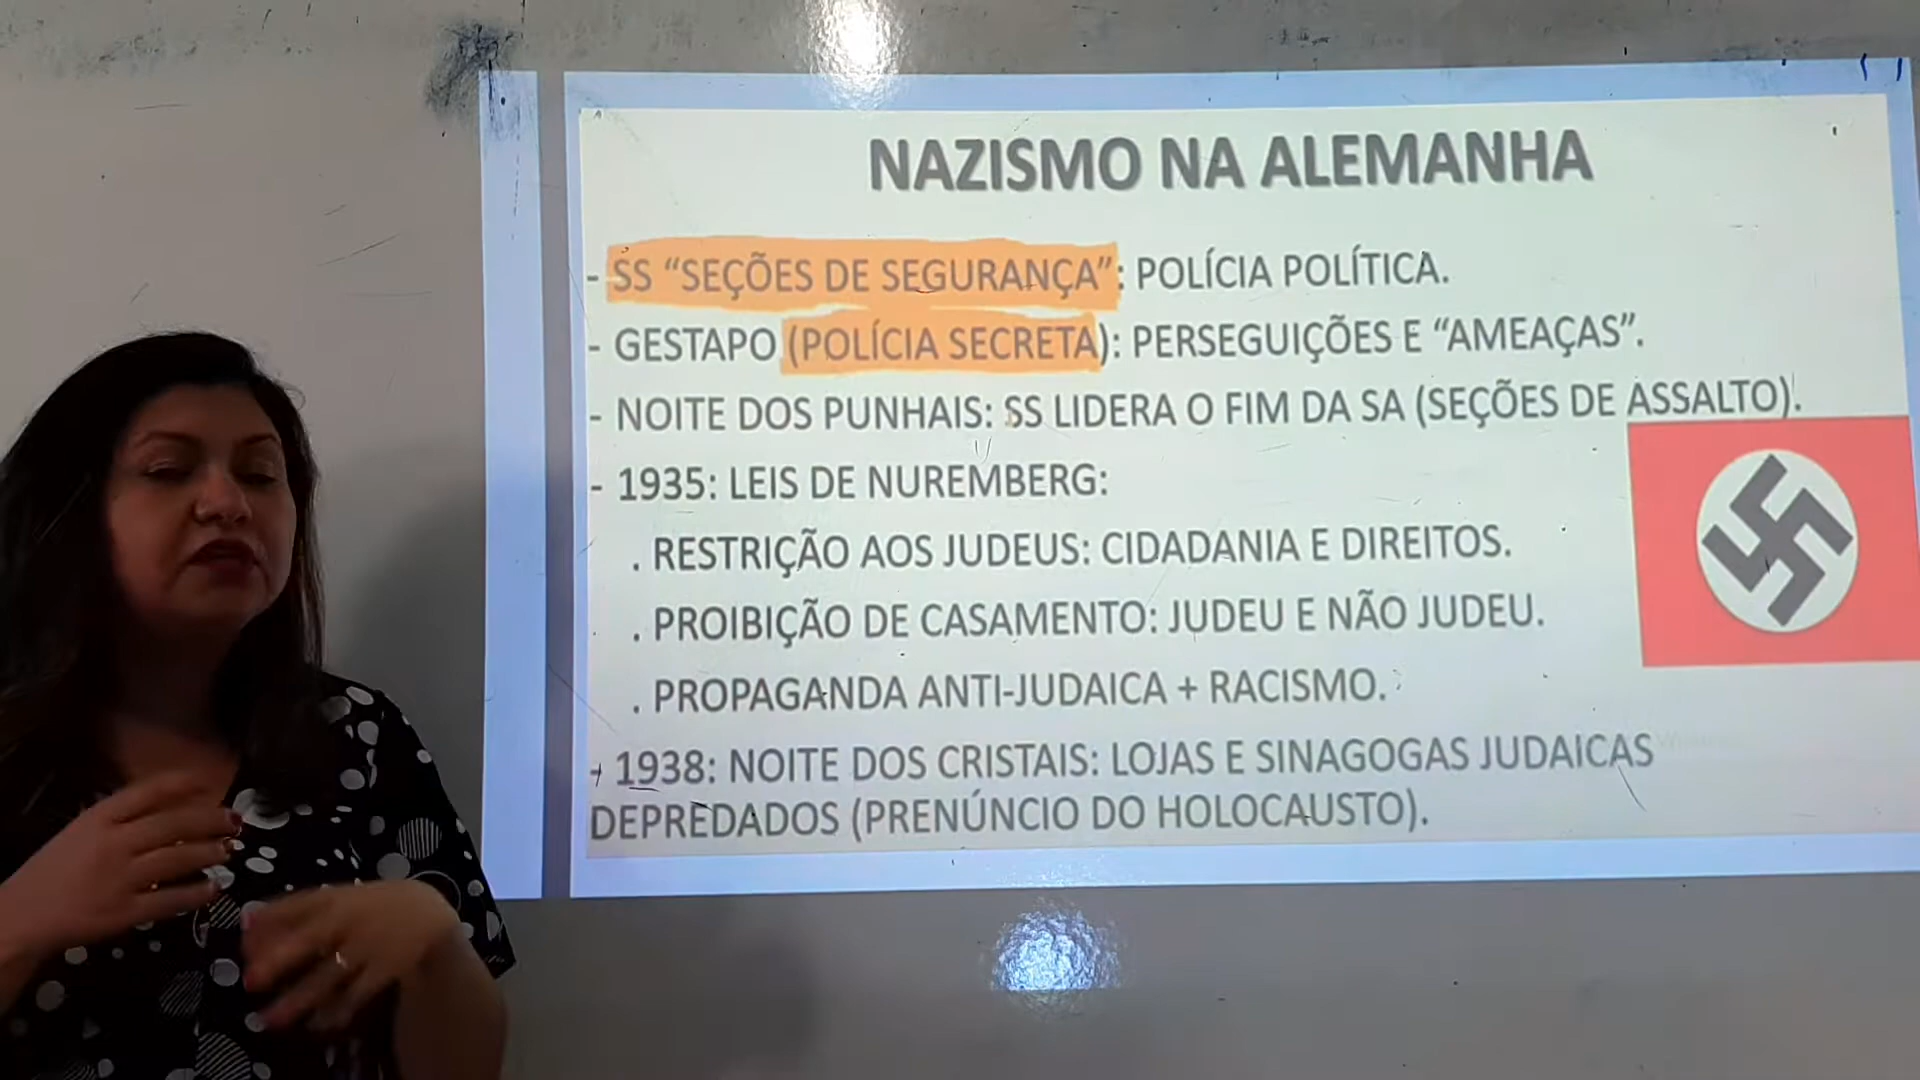 NAZISMO NA ALEMANHA
- SS “SEÇÕES DE SEGURANÇA”: POLÍCIA POLÍTICA.
- GESTAPO (POLÍCIA SECRETA): PERSEGUIÇÕES E “AMEAÇAS”.
- NOITE DOS PUNHAIS: SS LIDERA O FIM DA SA (SEÇÕES DE ASSALTO).
- 1935: LEIS DE NUREMBERG:
. RESTRIÇÃO AOS JUDEUS: CIDADANIA E DIREITOS.
. PROIBIÇÃO DE CASAMENTO: JUDEU E NÃO JUDEU.
. PROPAGANDA ANTI-JUDAICA + RACISMO.
- 1938: NOITE DOS CRISTAIS: LOJAS E SINAGOGAS JUDAICAS
DEPREDADOS (PRENÚNCIO DO HOLOCAUSTO).